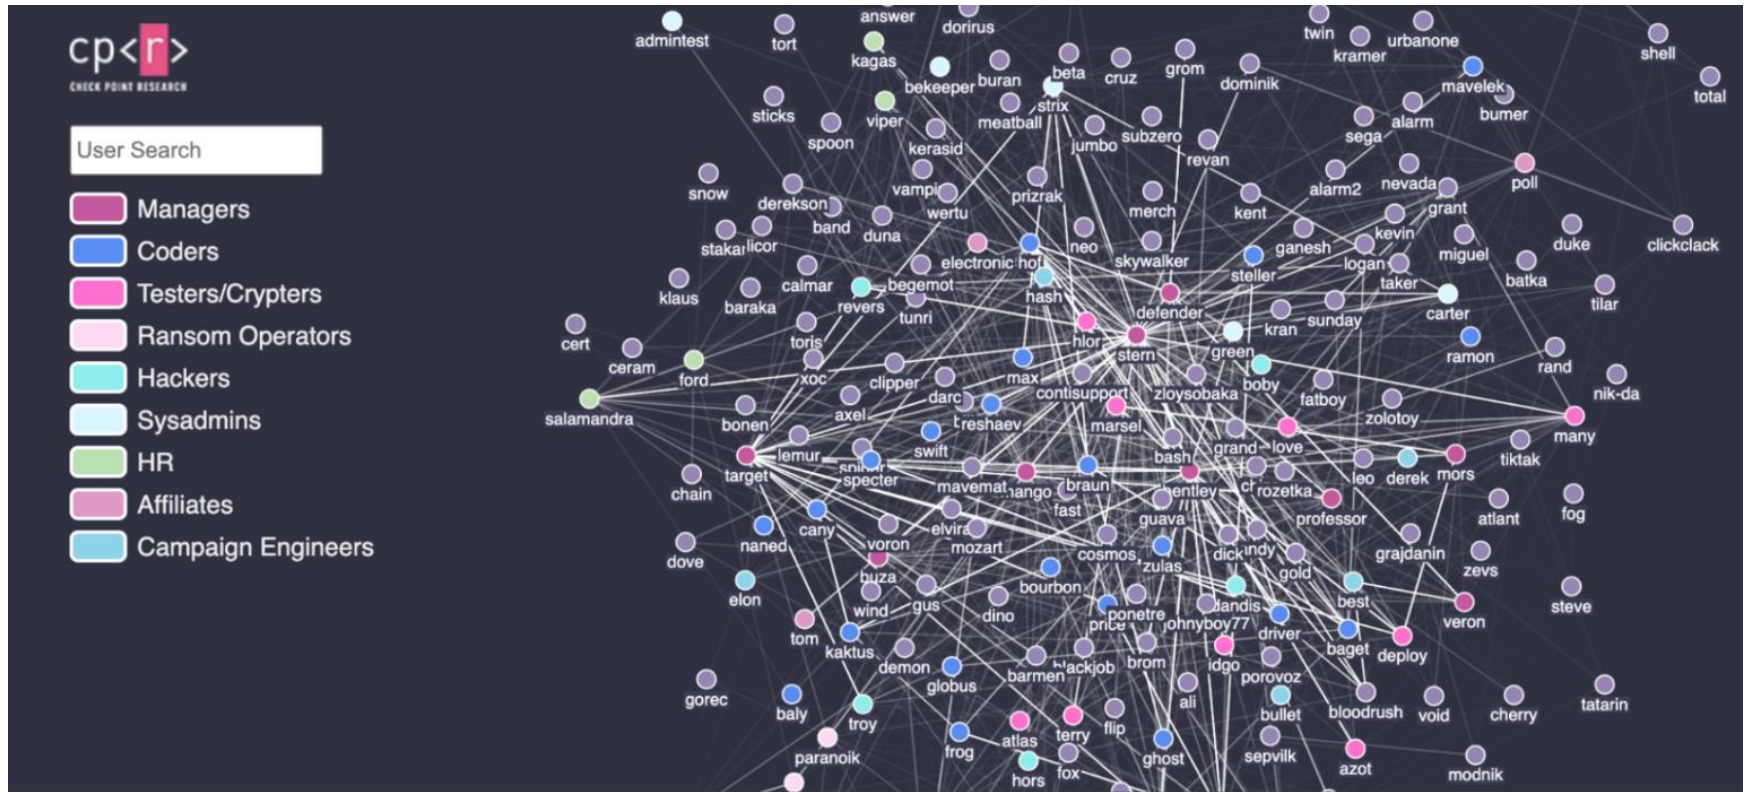 cp<r>
CHECK POINT RESEARCH
User Search
Managers
Coders
Testers/Crypters
Ransom Operators
Hackers
Sysadmins
HR
Affiliates
Campaign Engineers
answer
dorirus
admintest
tort
kagas
twin
kramer
urbanone
shell
bekeeper
buran
beta
cruz
grom
dominik
mavelek
total
sticks
viper
meatball
strix
bumer
spoon
kerasid
jumbo
subzero
revan
sega
alarm
snow
derekson
vampi
wertu
prizrak
merch
kent
alarm2
nevada
grant
poll
stakar
licor
band
duna
electronic
hof
neo
skywalker
steller
ganesh
kevin
logan
miguel
duke
clickclack
klaus
baraka
calmar
begemot
revers
tunri
hash
defender
taker
batka
carter
tilar
cert
ceram
ford
toris
xoc
hlor
stern
green
kran
sunday
ramon
rand
salamandra
bonen
axel
clipper
darc
max
contisupport
zloysobaka
boby
fatboy
zolotoy
nik-da
reshaev
marsel
many
target
lemur
specter
swift
mavemat
braun
bash
grand
love
leo
derek
mors
tiktak
chain
rozetka
fast
bentley
guava
professor
atlant
fog
naned
cany
voron
elvira
mozart
cosmos
zulas
dick
gold
grajdanin
zevs
dove
elon
buza
wind
gus
dino
bourbon
ponetre
dandis
best
steve
tom
kaktus
price
driver
baget
veron
demon
globus
barmen
brom
idgo
porovoz
deploy
gorec
baly
troy
ali
bullet
bloodrush
void
cherry
tatarin
paranoik
frog
atlas
terry
flip
ghost
sepvilk
azot
modnik
hors
fox